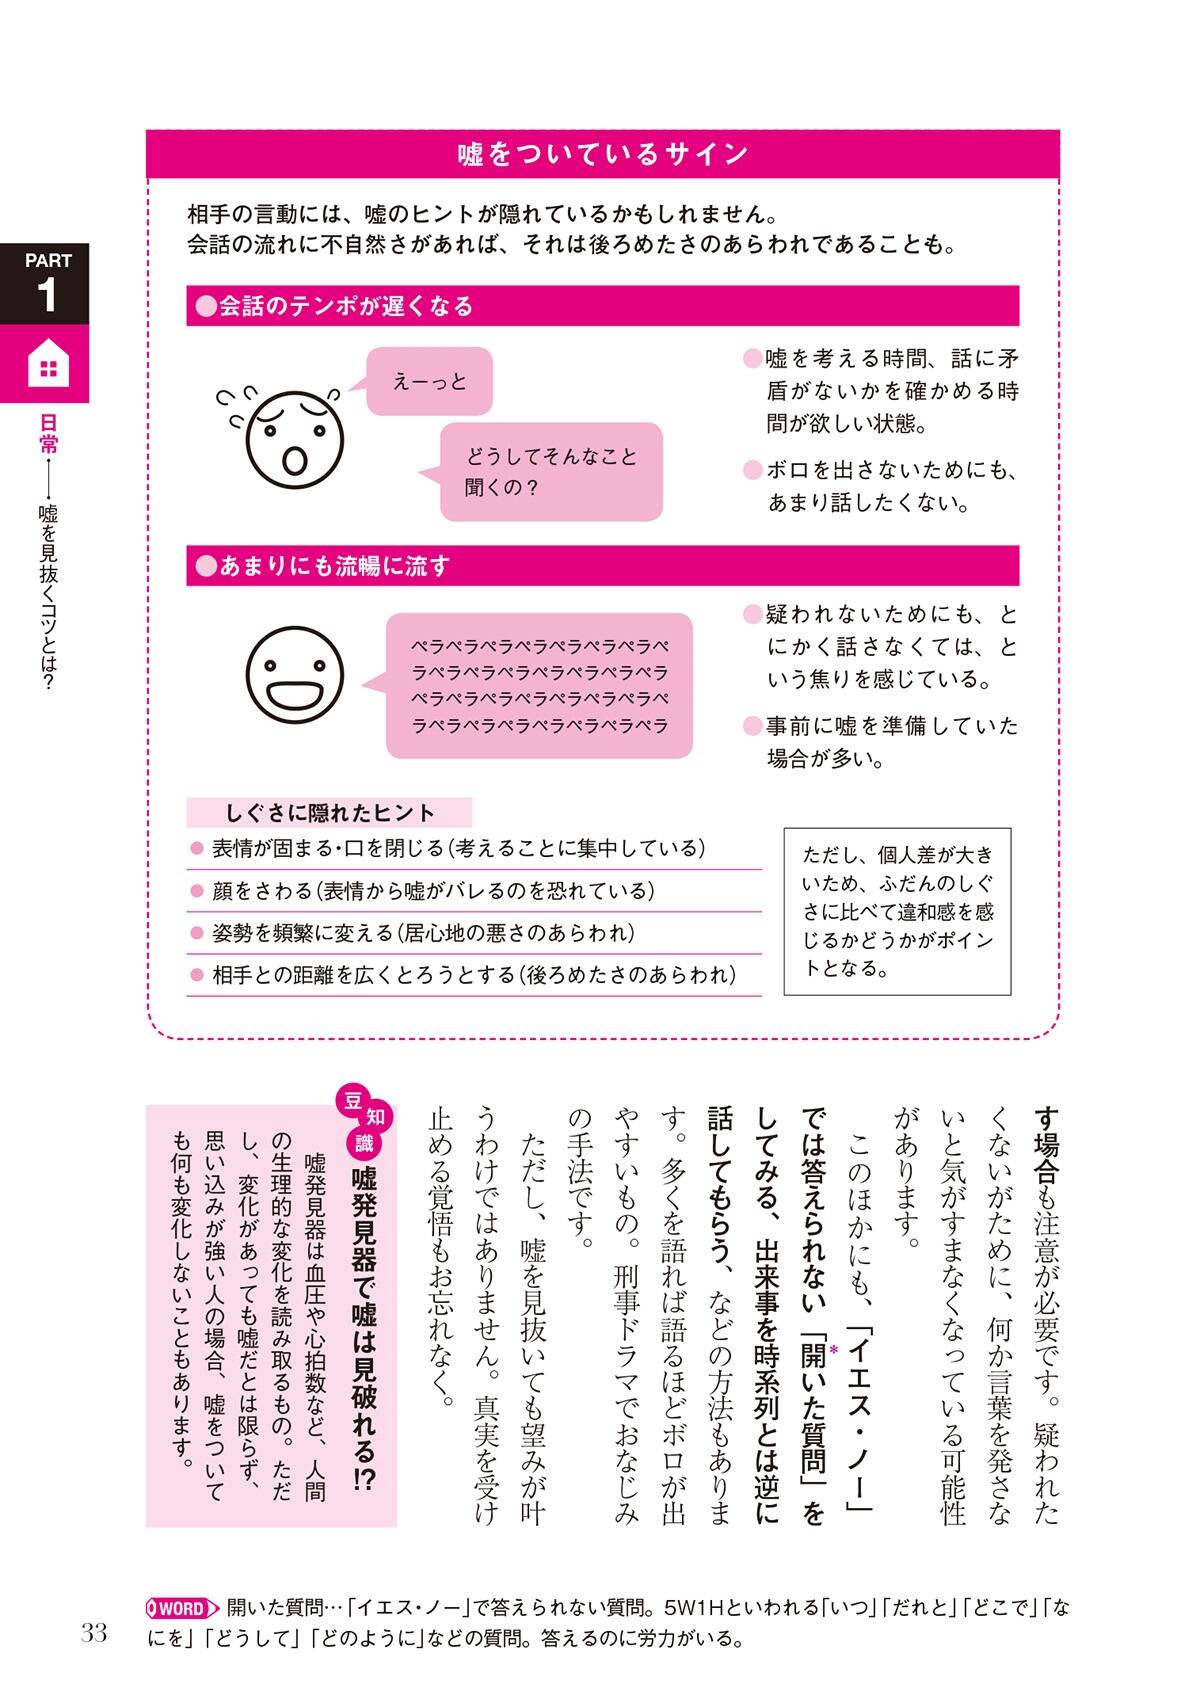 嘘をついているサイン
相手の言動には、嘘のヒントが隠れているかもしれません。
会話の流れに不自然さがあれば、それは後ろめたさのあらわれであることも。
PART
1
日常――嘘を見抜くコツとは？
●会話のテンポが遅くなる
えーっと
どうしてそんなこと
聞くの？
●嘘を考える時間、話に矛
盾がないかを確かめる時
間が欲しい状態。
●ボロを出さないためにも、
あまり話したくない。
●あまりにも流暢に流す
ペラペラペラペラペラペラペラペ
ラペラペラペラペラペラペラペラ
ペラペラペラペラペラペラペラペ
ラペラペラペラペラペラペラペラ
●疑われないためにも、と
にかく話さなくては、と
いう焦りを感じている。
●事前に嘘を準備していた
場合が多い。
しぐさに隠れたヒント
●表情が固まる・口を閉じる（考えることに集中している）
●顔をさわる（表情から嘘がバレるのを恐れている）
●姿勢を頻繁に変える（居心地の悪さのあらわれ）
●相手との距離を広くとろうとする（後ろめたさのあらわれ）
ただし、個人差が大き
いため、ふだんのしぐ
さに比べて違和感を感
じるかどうかがポイン
トとなる。
す場合も注意が必要です。疑われた
くないがために、何か言葉を発さな
いと気がすまなくなっている可能性
があります。
このほかにも、「イエス・ノー」
では答えられない「開いた質問」を
*
してみる、出来事を時系列とは逆に
話してもらう、などの方法もありま
す。多くを語れば語るほどボロが出
やすいもの。刑事ドラマでおなじみ
の手法です。
ただし、嘘を見抜いても望みが叶
うわけではありません。真実を受け
止める覚悟もお忘れなく。
豆知識
嘘発見器で嘘は見破れる!?
嘘発見器は血圧や心拍数など、人間
の生理的な変化を読み取るもの。ただ
し、変化があっても嘘だとは限らず、
思い込みが強い人の場合、嘘をついて
も何も変化しないこともあります。
WORD 開いた質問…「イエス・ノー」で答えられない質問。5W1Hといわれる「いつ」「だれと」「どこで」「な
にを」「どうして」「どのように」などの質問。答えるのに労力がいる。
33